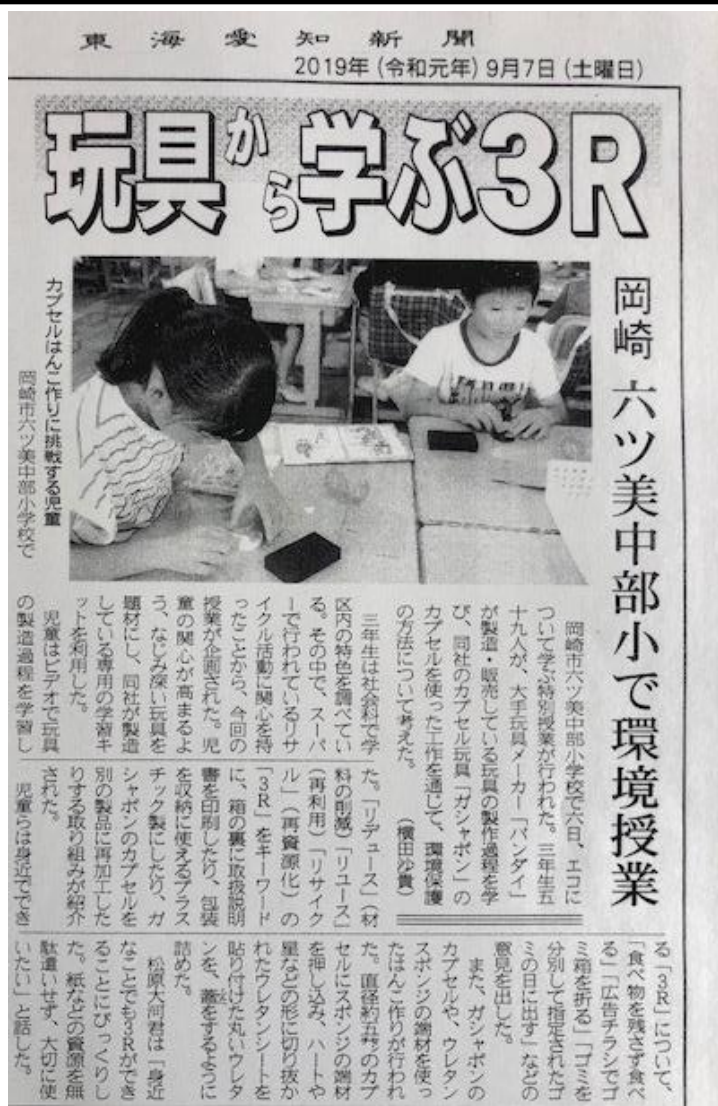 東海愛知新聞
2019年(令和元年)9月7日(土曜日)
玩具から学ぶ3R
岡崎 六ツ美中部小で環境授業
カプセルはんこ作りに挑戦する児童
岡崎市六ツ美中部小学校で
岡崎市六ツ美中部小学校で六日、エコに
ついて学ぶ特別授業が行われた。三年生五
十九人が、大手玩具メーカー「バンダイ」
が製造・販売している玩具の製作過程を学
び、同社のカプセル玩具「ガシャポン」の
カプセルを使った工作を通じて、環境保護
の方法について考えた。 (横田沙貴)
三年生は社会科で学
区内の特色を調べてい
る。その中で、スーパ
ーで行われているリサ
イクル活動に関心を持
ったことから、今回の
授業が企画された。児
童の関心が高まるよ
う、なじみ深い玩具を
題材にし、同社が製造
している専用の学習キ
ットを利用した。
児童はビデオで玩具
の製造過程を学習し
た。「リデュース」(材
料の削減)「リユース」
(再利用)「リサイク
ル」(再資源化)の
「3R」をキーワード
に、箱の裏に取扱説明
書を印刷したり、包装
を収納に使えるプラス
チック製にしたり、ガ
シャポンのカプセルを
別の製品に再加工した
りする取り組みが紹介
された。
児童らは身近ででき
る「3R」について、
「食べ物を残さず食べ
る」「広告チラシでゴ
ミ箱を折る」「ゴミを
分別して指定されたゴ
ミの日に出す」などの
意見を出した。
また、ガシャポンの
カプセルや、ウレタン
スポンジの端材を使っ
たはんこ作りが行われ
た。直径約五㌢のカプ
セルにスポンジの端材
を押し込み、ハートや
星などの形に切り抜か
れたウレタンシートを
貼り付けた丸いウレタ
ンを、蓋をするように
詰めた。
松原大河君は「身近
なことでも3Rができ
ることにびっくりし
た。紙などの資源を無
駄遣いせず、大切に使
いたい」と話した。